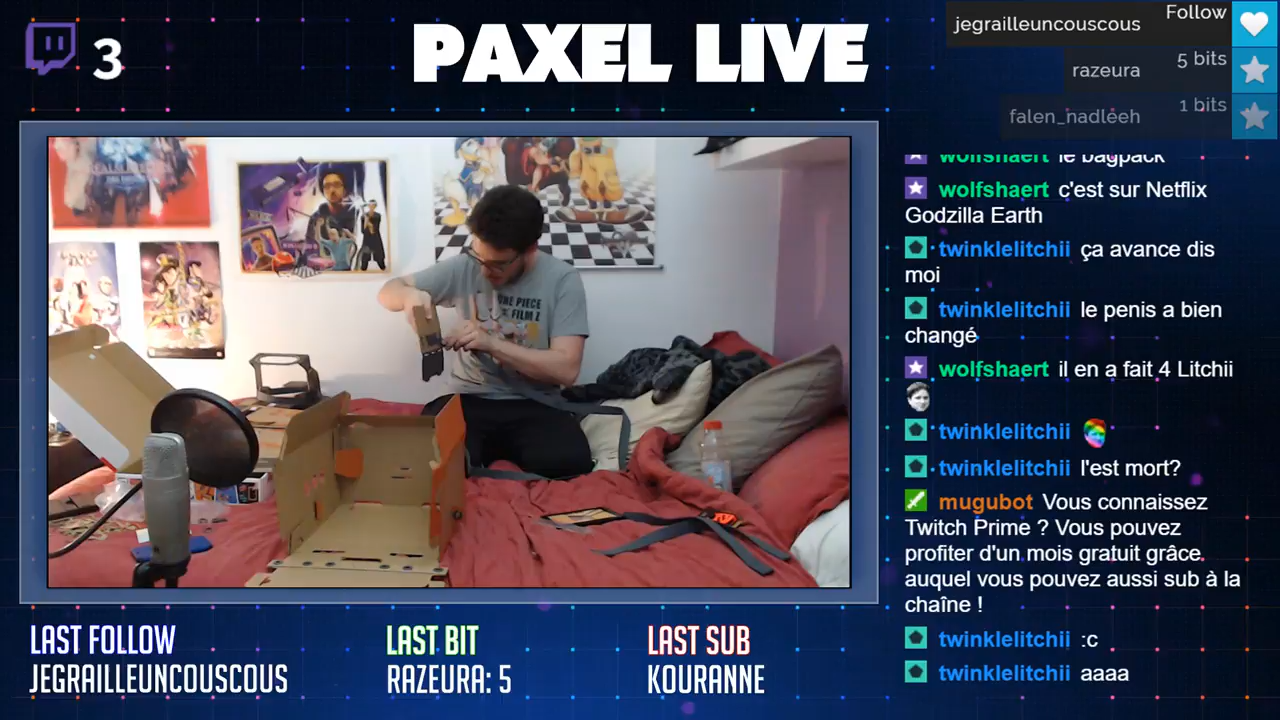 3
PAXEL LIVE
jegrailleuncouscous Follow
razeura 5 bits
falen_nadleeh 1 bits
wolfshaert le bagpack
wolfshaert c'est sur Netflix
Godzilla Earth
twinklelitchii ça avance dis
moi
twinklelitchii le penis a bien
changé
wolfshaert il en a fait 4 Litchii
twinklelitchii
twinklelitchii l'est mort?
mugubot Vous connaissez
Twitch Prime ? Vous pouvez
profiter d'un mois gratuit grâce
auquel vous pouvez aussi sub à la
chaîne !
twinklelitchii :c
twinklelitchii aaaa
ONE PIECE
FILM Z
LAST FOLLOW
JEGRAILLEUNCOUSCOUS
LAST BIT
RAZEURA: 5
LAST SUB
KOURANNE